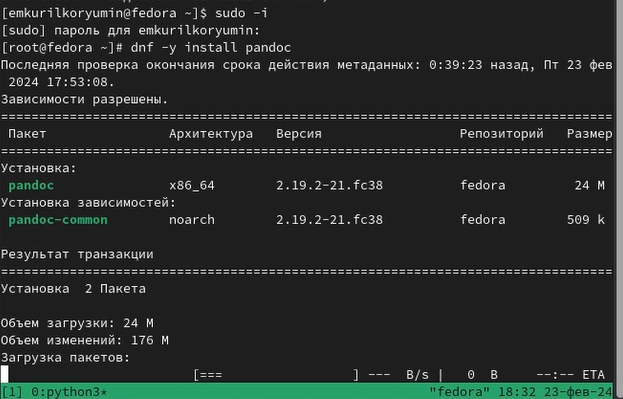 [emkurilkoryumin@fedora ~]$ sudo -i
[sudo] пароль для emkurilkoryumin:
[root@fedora ~]# dnf -y install pandoc
Последняя проверка окончания срока действия метаданных: 0:39:23 назад, Пт 23 фев
 2024 17:53:08.
Зависимости разрешены.
================================================================================
 Пакет              Архитектура   Версия                Репозиторий   Размер
================================================================================
Установка:
 pandoc             x86_64        2.19.2-21.fc38        fedora          24 M
Установка зависимостей:
 pandoc-common      noarch        2.19.2-21.fc38        fedora         509 k

Результат транзакции
================================================================================
Установка  2 Пакета

Объем загрузки: 24 M
Объем изменений: 176 M
Загрузка пакетов:
                       [===                ] ---  B/s |   0  B     --:-- ETA
[1] 0:python3*                                     "fedora" 18:32 23-фев-24